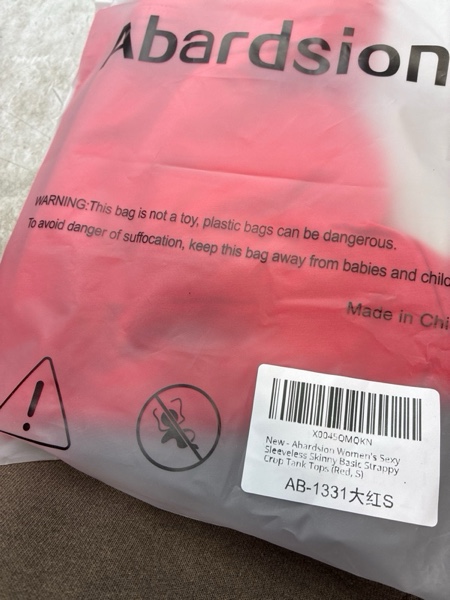 Abardsion
WARNING:This bag is not a toy, plastic bags can be dangerous.
To avoid danger of suffocation, keep this bag away from babies and chilc
Made in Chi
New - Abardsion Women's Sexy
Sleeveless Skinny Basic Strappy
Crop Tank Tops (Red, S)
AB-1331大红S